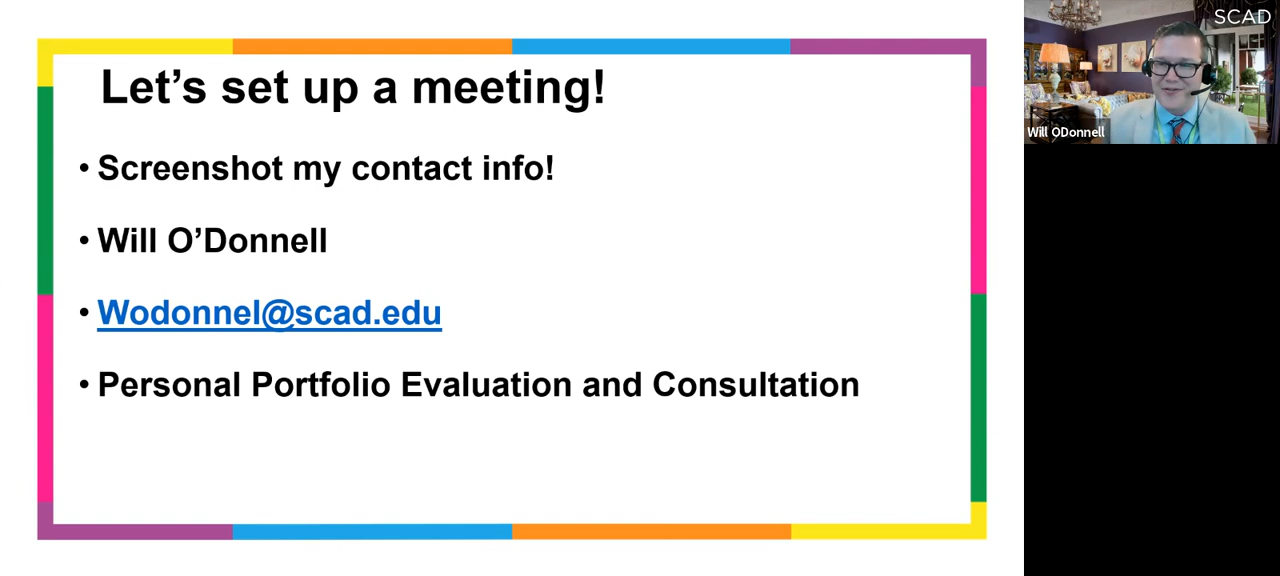 Let’s set up a meeting!
• Screenshot my contact info!
• Will O’Donnell
• Wodonnel@scad.edu
• Personal Portfolio Evaluation and Consultation
SCAD
Will ODonnell